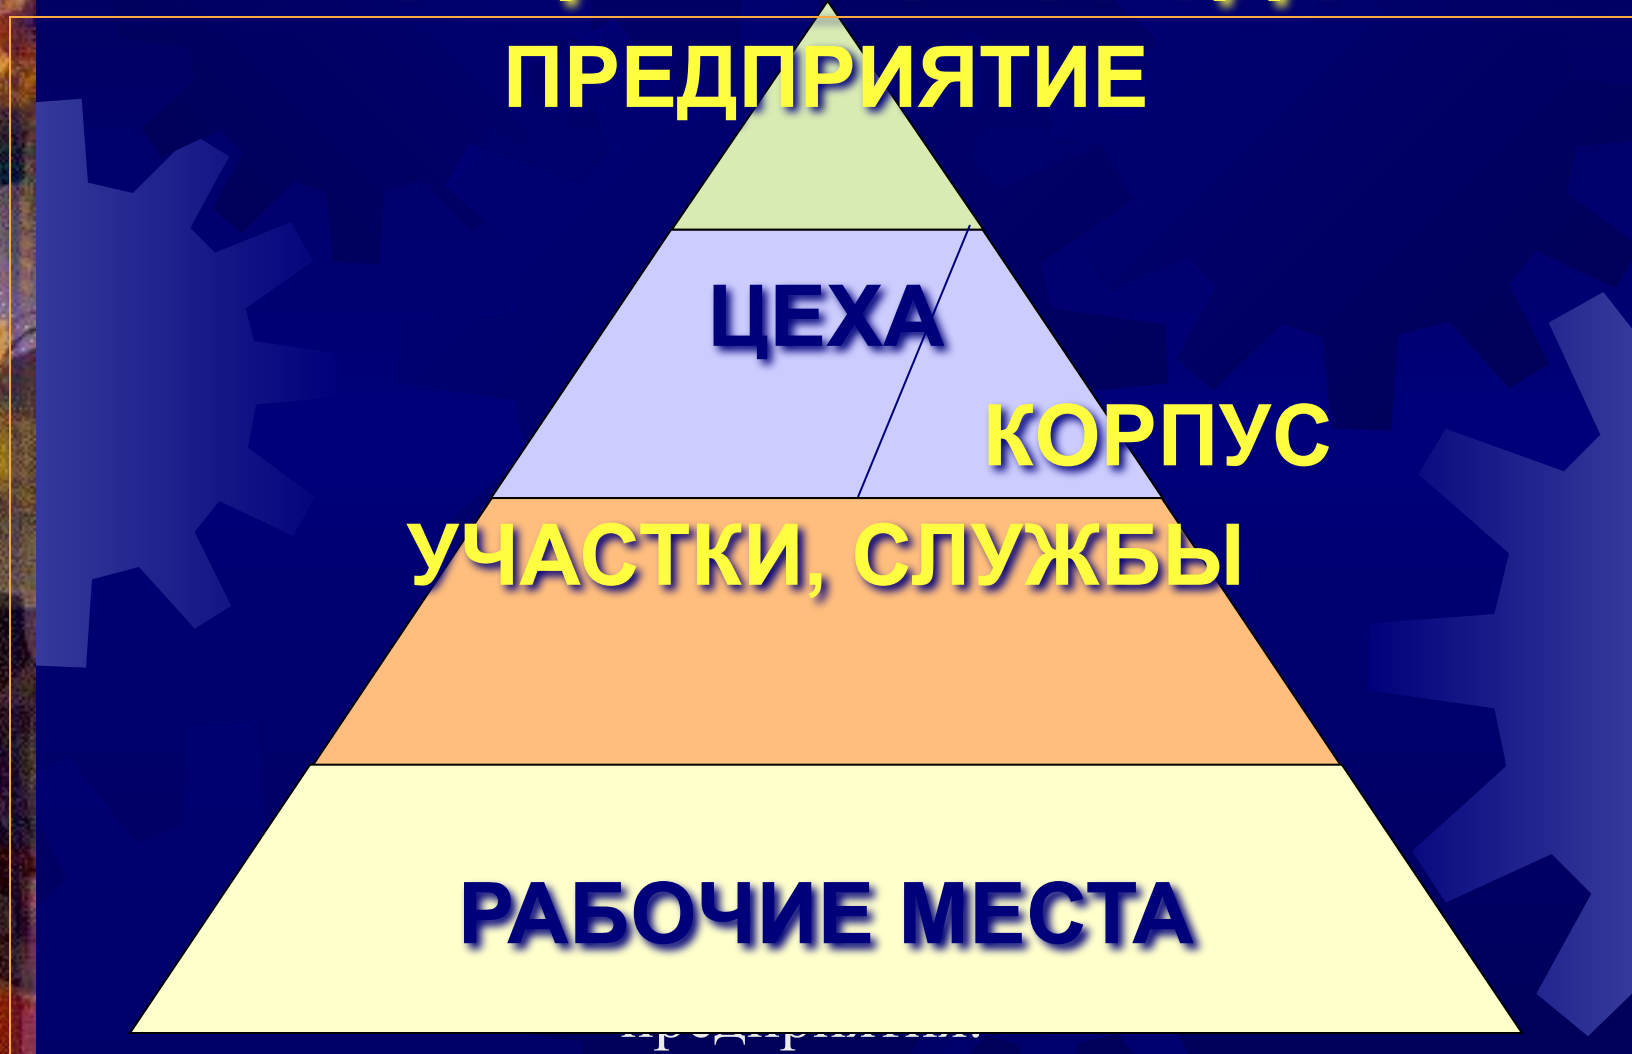 ПРЕДПРИЯТИЕ
ЦЕХА
КОРПУС
УЧАСТКИ, СЛУЖБЫ
РАБОЧИЕ МЕСТА